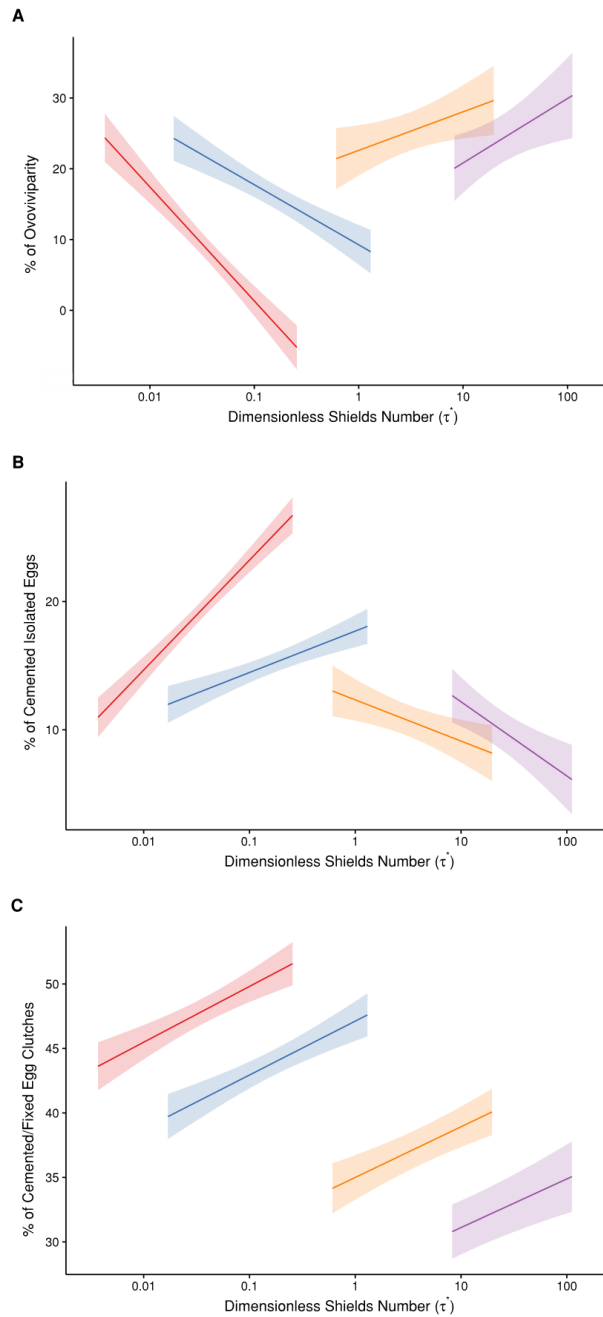 A
% of Ovoviviparity
30
20
10
0
0.01 0.1 1 10 100
Dimensionless Shields Number (τ*)
B
% of Cemented Isolated Eggs
20
10
0.01 0.1 1 10 100
Dimensionless Shields Number (τ*)
C
% of Cemented/Fixed Egg Clutches
50
45
40
35
30
0.01 0.1 1 10 100
Dimensionless Shields Number (τ*)